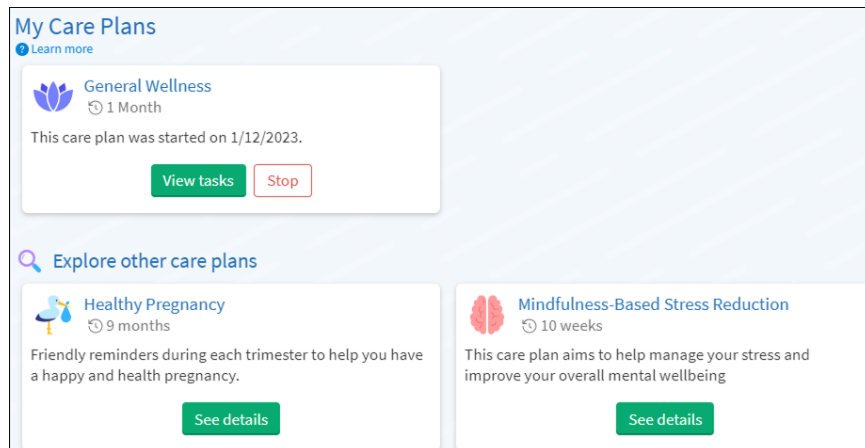 My Care Plans
? Learn more
General Wellness
1 Month
This care plan was started on 1/12/2023.
View tasks
Stop
Explore other care plans
Healthy Pregnancy
9 months
Friendly reminders during each trimester to help you have
a happy and health pregnancy.
See details
Mindfulness-Based Stress Reduction
10 weeks
This care plan aims to help manage your stress and
improve your overall mental wellbeing
See details